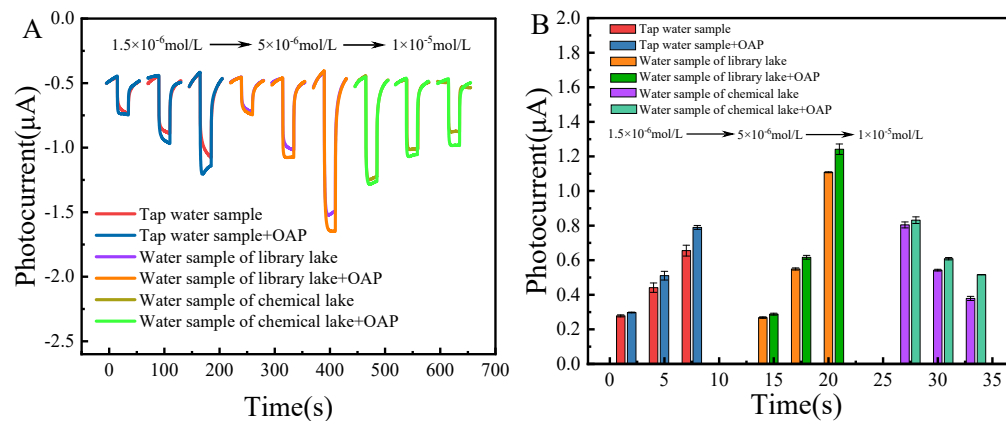 A
1.5×10⁻⁶mol/L → 5×10⁻⁶mol/L → 1×10⁻⁵mol/L
Photocurrent(μA)
0.0
-0.5
-1.0
-1.5
-2.0
-2.5
Tap water sample
Tap water sample+OAP
Water sample of library lake
Water sample of library lake+OAP
Water sample of chemical lake
Water sample of chemical lake+OAP
0 100 200 300 400 500 600 700
Time(s)
B
Tap water sample
Tap water sample+OAP
Water sample of library lake
Water sample of library lake+OAP
Water sample of chemical lake
Water sample of chemical lake+OAP
1.5×10⁻⁶mol/L → 5×10⁻⁶mol/L → 1×10⁻⁵mol/L
Photocurrent(μA)
2.0
1.8
1.6
1.4
1.2
1.0
0.8
0.6
0.4
0.2
0.0
0 5 10 15 20 25 30 35
Time(s)